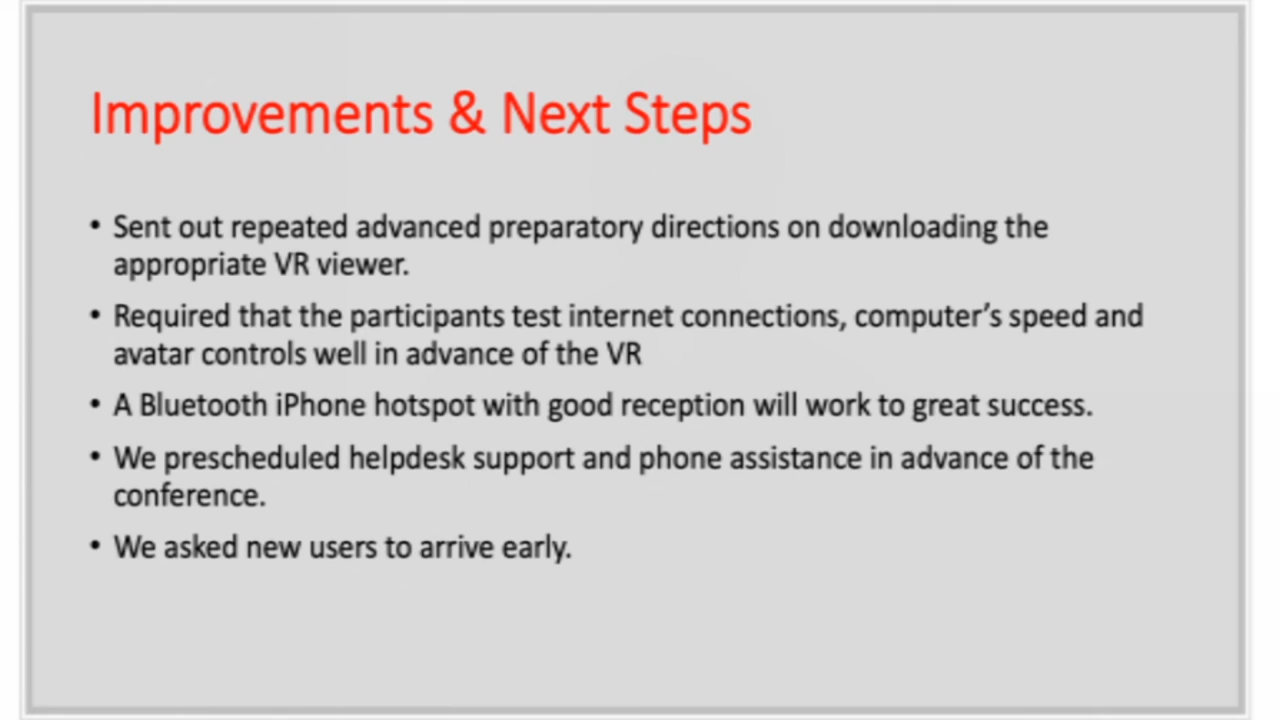 Improvements & Next Steps
• Sent out repeated advanced preparatory directions on downloading the
appropriate VR viewer.
• Required that the participants test internet connections, computer’s speed and
avatar controls well in advance of the VR
• A Bluetooth iPhone hotspot with good reception will work to great success.
• We prescheduled helpdesk support and phone assistance in advance of the
conference.
• We asked new users to arrive early.